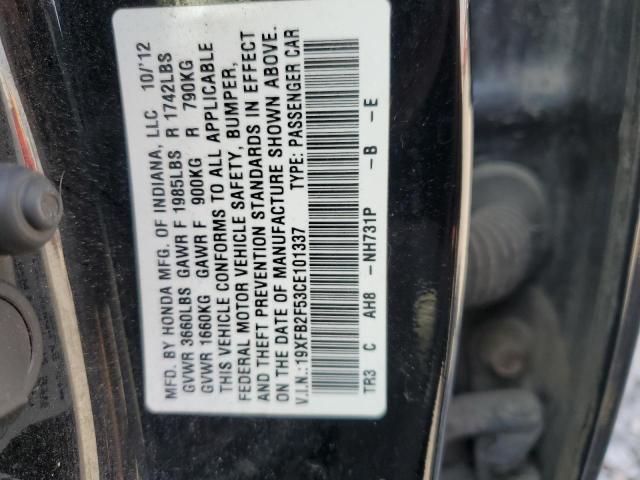 MFD. BY HONDA MFG. OF INDIANA, LLC 10/'12
GVWR 3660LBS GAWR F 1985LBS R 1742LBS
GVWR 1660KG GAWR F 900KG R 790KG
THIS VEHICLE CONFORMS TO ALL APPLICABLE
FEDERAL MOTOR VEHICLE SAFETY, BUMPER,
AND THEFT PREVENTION STANDARDS IN EFFECT
ON THE DATE OF MANUFACTURE SHOWN ABOVE.
V.I.N.:19XFB2F53CE101337 TYPE: PASSENGER CAR
TR3 C AH8 -NH731P -B -E